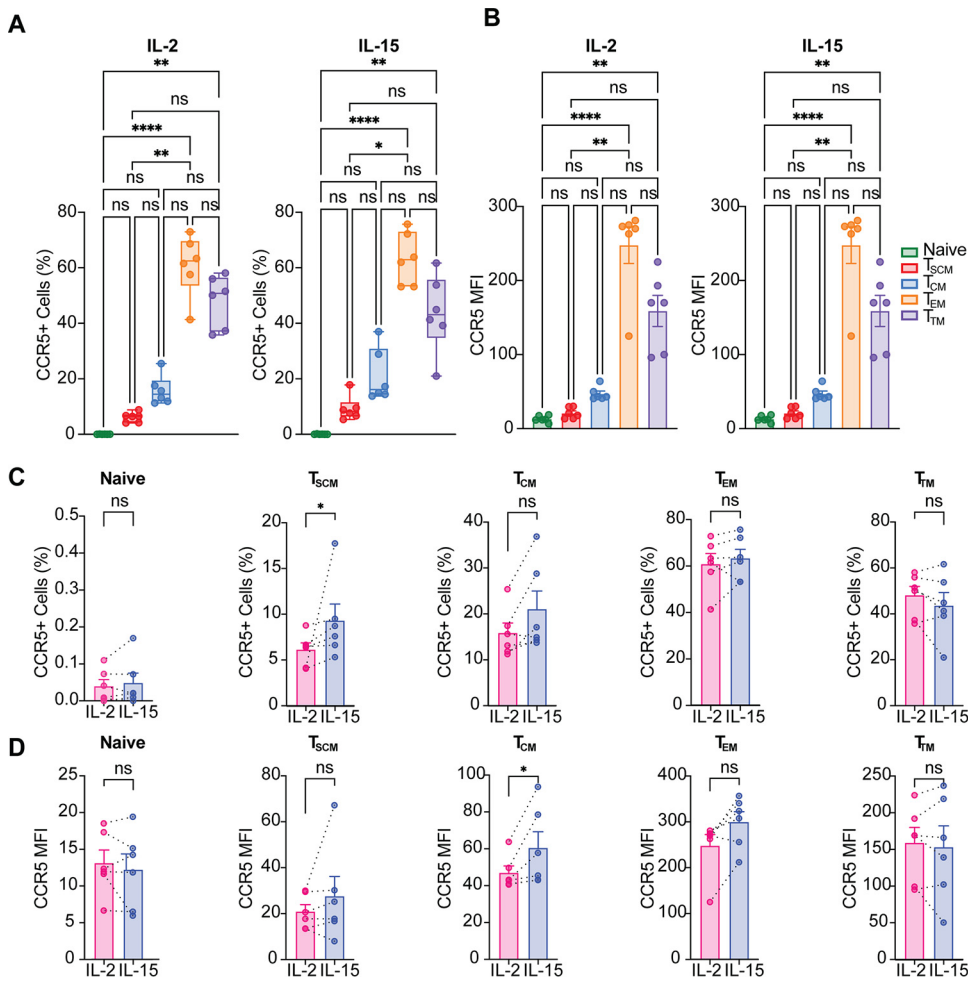 A
B
IL-2
IL-15
IL-2
IL-15
**
**
**
**
ns
ns
ns
ns
****
****
****
****
**
*
**
**
ns ns
ns ns
ns ns
ns ns
ns ns ns ns
ns ns ns ns
ns ns ns ns
ns ns ns ns
CCR5+ Cells (%)
80
60
40
20
0
CCR5+ Cells (%)
80
60
40
20
0
CCR5 MFI
300
200
100
0
CCR5 MFI
300
200
100
0
Naive
TSCM
TCM
TEM
TTM
C
Naive
ns
CCR5+ Cells (%)
0.5
0.4
0.3
0.2
0.1
0.0
IL-2 IL-15
TSCM
*
CCR5+ Cells (%)
20
15
10
5
0
IL-2 IL-15
TCM
ns
CCR5+ Cells (%)
40
30
20
10
0
IL-2 IL-15
TEM
ns
CCR5+ Cells (%)
80
60
40
20
0
IL-2 IL-15
TTM
ns
CCR5+ Cells (%)
80
60
40
20
0
IL-2 IL-15
D
Naive
ns
CCR5 MFI
25
20
15
10
5
0
IL-2 IL-15
TSCM
ns
CCR5 MFI
80
60
40
20
0
IL-2 IL-15
TCM
*
CCR5 MFI
100
80
60
40
20
0
IL-2 IL-15
TEM
ns
CCR5 MFI
400
300
200
100
0
IL-2 IL-15
TTM
ns
CCR5 MFI
250
200
150
100
50
0
IL-2 IL-15